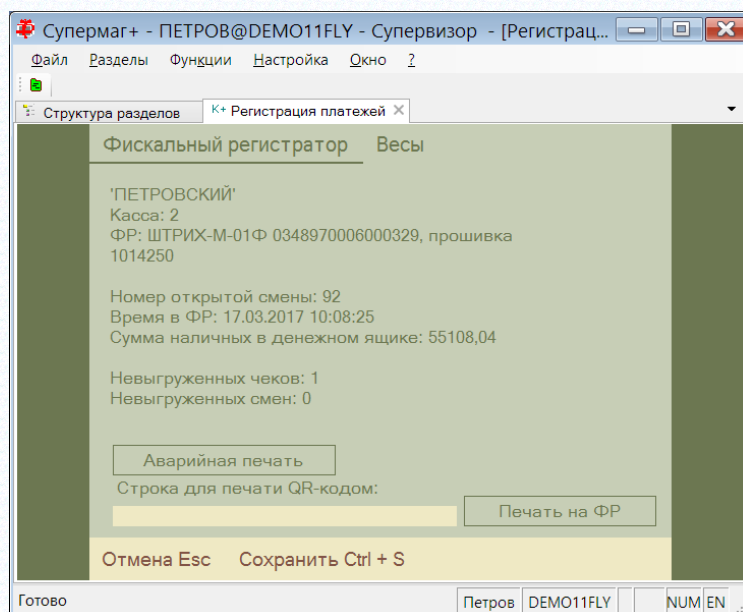 Супермаг+ - ПЕТРОВ@DEMO11FLY - Супервизор - [Регистрац...
Файл Разделы Функции Настройка Окно ?
Структура разделов K+ Регистрация платежей
Фискальный регистратор Весы
'ПЕТРОВСКИЙ'
Касса: 2
ФР: ШТРИХ-М-01Ф 0348970006000329, прошивка
1014250
Номер открытой смены: 92
Время в ФР: 17.03.2017 10:08:25
Сумма наличных в денежном ящике: 55108,04
Невыгруженных чеков: 1
Невыгруженных смен: 0
Аварийная печать
Строка для печати QR-кодом:
Печать на ФР
Отмена Esc Сохранить Ctrl + S
Готово Петров DEMO11FLY NUM EN